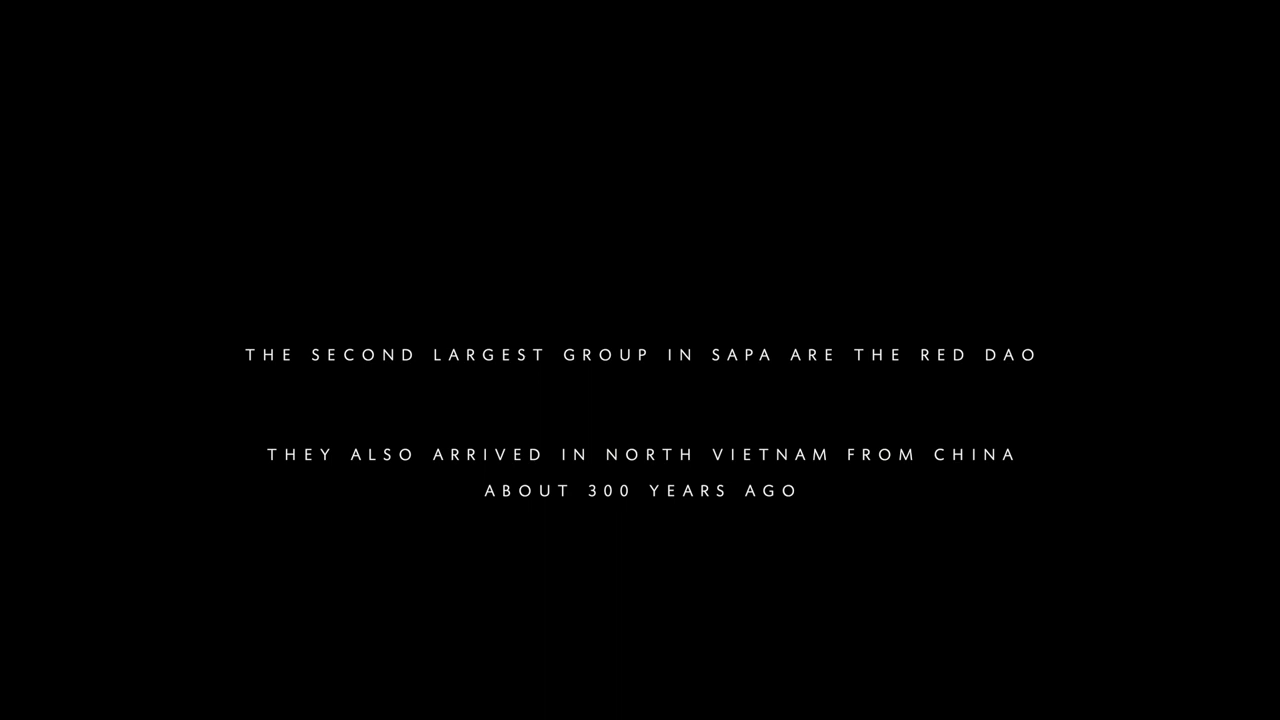 THE SECOND LARGEST GROUP IN SAPA ARE THE RED DAO
THEY ALSO ARRIVED IN NORTH VIETNAM FROM CHINA
ABOUT 300 YEARS AGO